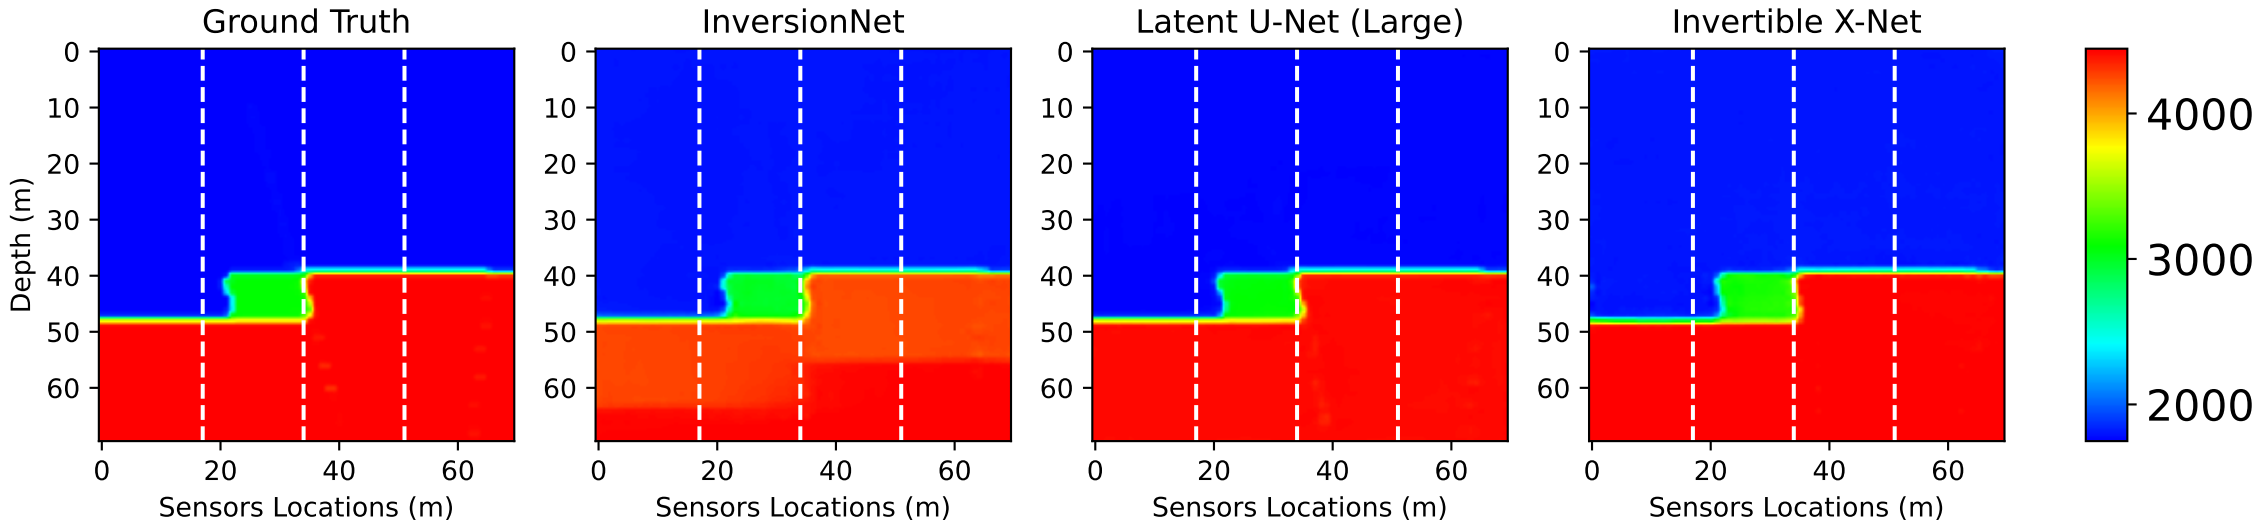 Ground Truth
InversionNet
Latent U-Net (Large)
Invertible X-Net
Depth (m)
0
10
20
30
40
50
60
0 20 40 60
Sensors Locations (m)
0
10
20
30
40
50
60
0 20 40 60
Sensors Locations (m)
0
10
20
30
40
50
60
0 20 40 60
Sensors Locations (m)
0
10
20
30
40
50
60
0 20 40 60
Sensors Locations (m)
4000
3000
2000